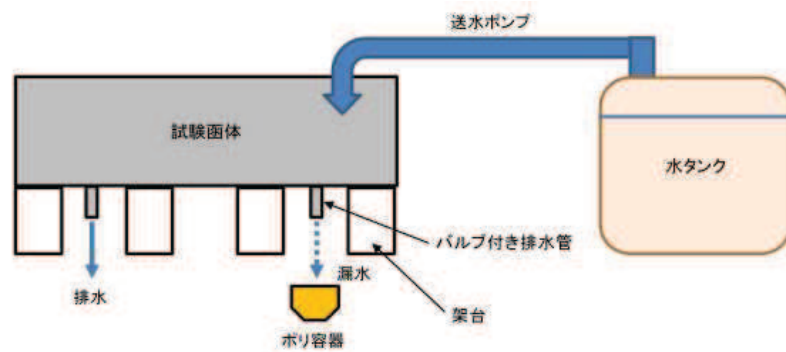 送水ポンプ
試験函体
水タンク
バルブ付き排水管
漏水
排水
架台
ポリ容器